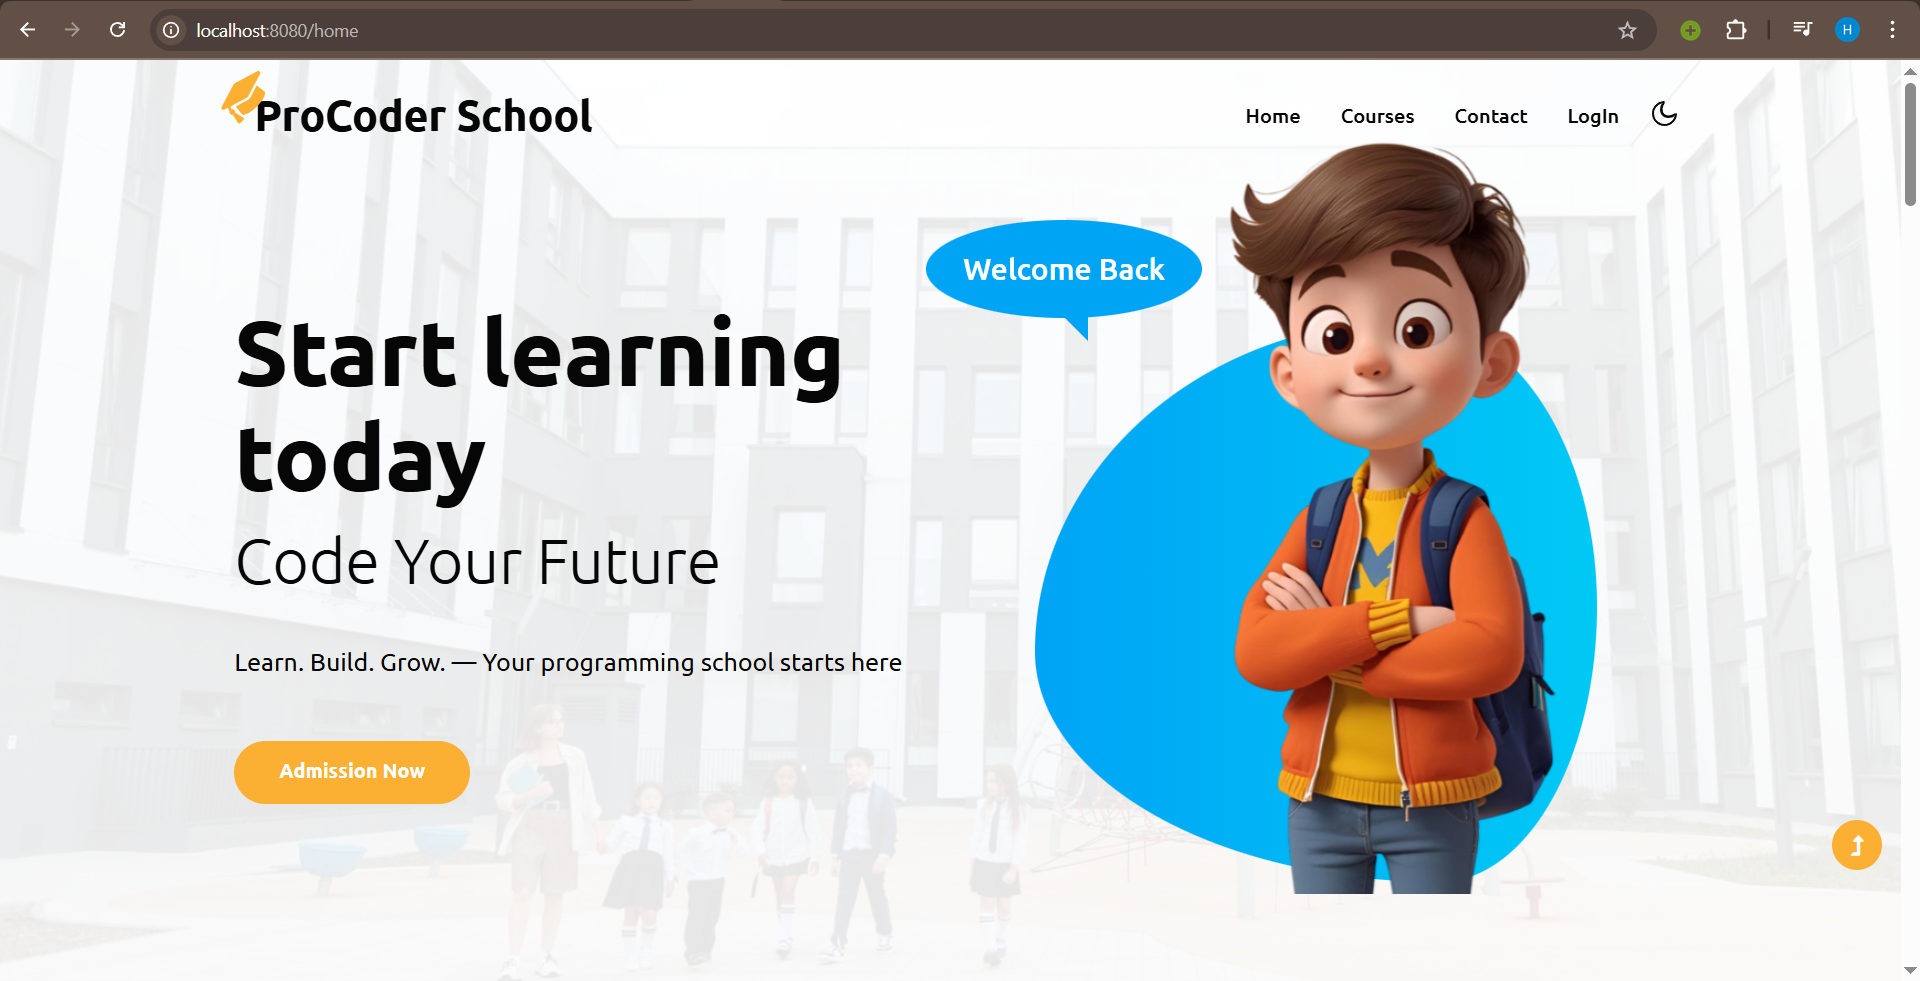 localhost:8080/home
H
ProCoder School
Home Courses Contact LogIn
Welcome Back
Start learning
today
Code Your Future
Learn. Build. Grow. — Your programming school starts here
Admission Now